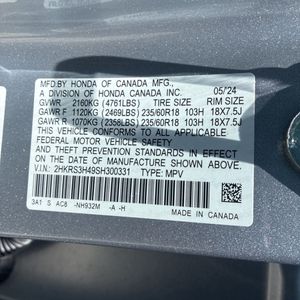 MFD.BY HONDA OF CANADA MFG.,
A DIVISION OF HONDA CANADA INC. 05/24
GVWR 2160KG (4761LBS) TIRE SIZE RIM SIZE
GAWR F 1120KG (2469LBS) 235/60R18 103H 18X7.5J
GAWR R 1070KG (2358LBS) 235/60R18 103H 18X7.5J
THIS VEHICLE CONFORMS TO ALL APPLICABLE
FEDERAL MOTOR VEHICLE SAFETY AND THEFT
PREVENTION STANDARDS IN EFFECT ON THE
DATE OF MANUFACTURE SHOWN ABOVE.
V.I.N.: 2HKRS3H49SH300331 TYPE: MPV
3A1 S AC8 -NH932M -A -H
MADE IN CANADA